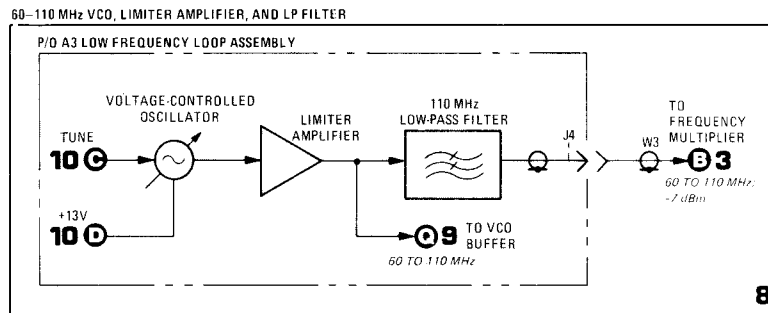 60–110 MHz VCO, LIMITER AMPLIFIER, AND LP FILTER
P/O A3 LOW FREQUENCY LOOP ASSEMBLY
VOLTAGE-CONTROLLED
OSCILLATOR
TUNE
10 C
+13V
10 D
LIMITER
AMPLIFIER
110 MHz
LOW-PASS FILTER
J4
W3
TO
FREQUENCY
MULTIPLIER
B 3
60 TO 110 MHz;
-7 dBm
9
TO VCO
BUFFER
60 TO 110 MHz
8